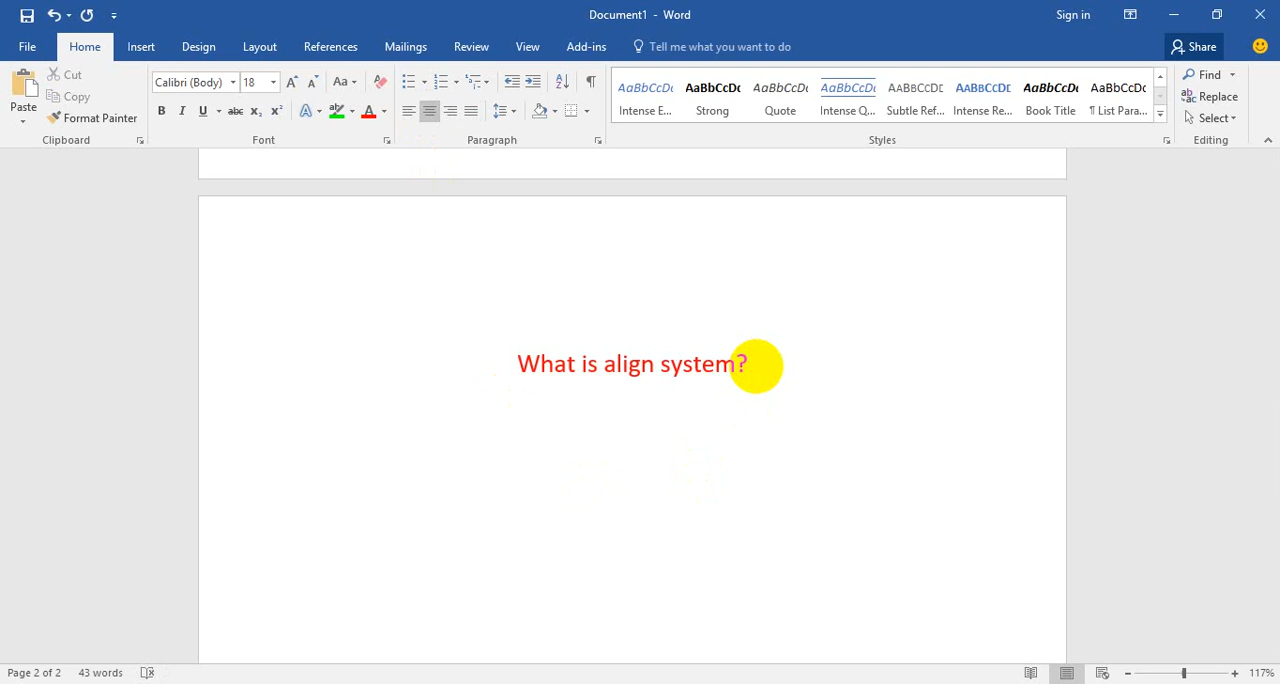 Document1 - Word
Sign in
File Home Insert Design Layout References Mailings Review View Add-ins Tell me what you want to do Share
Paste
Cut
Copy
Format Painter
Clipboard
Calibri (Body) 18
Font
Paragraph
AaBbCcDc AaBbCcDc AaBbCcDc AaBbCcDc AABBCCDD AABBCCDD AaBbCcDc AaBbCcDc
Intense E... Strong Quote Intense Q... Subtle Ref... Intense Re... Book Title ¶ List Para...
Styles
Find
Replace
Select
Editing
What is align system?
Page 2 of 2 43 words 117%